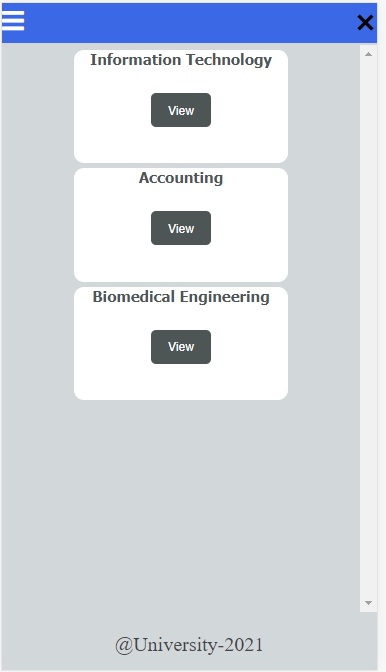 Information Technology
View
Accounting
View
Biomedical Engineering
View
@University-2021